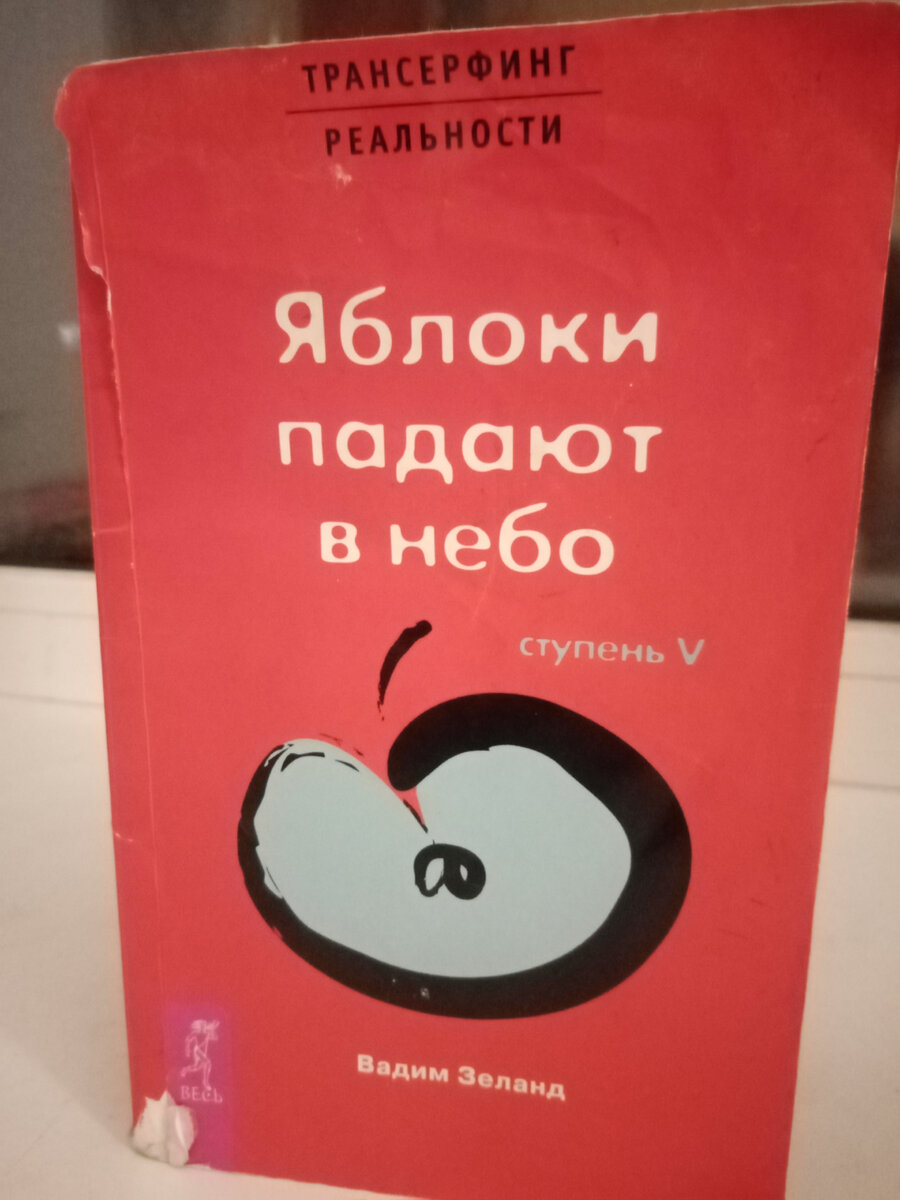 ТРАНСЕРФИНГ
РЕАЛЬНОСТИ
Яблоки
падают
в небо
ступень V
Вадим Зеланд
ВЕСЬ